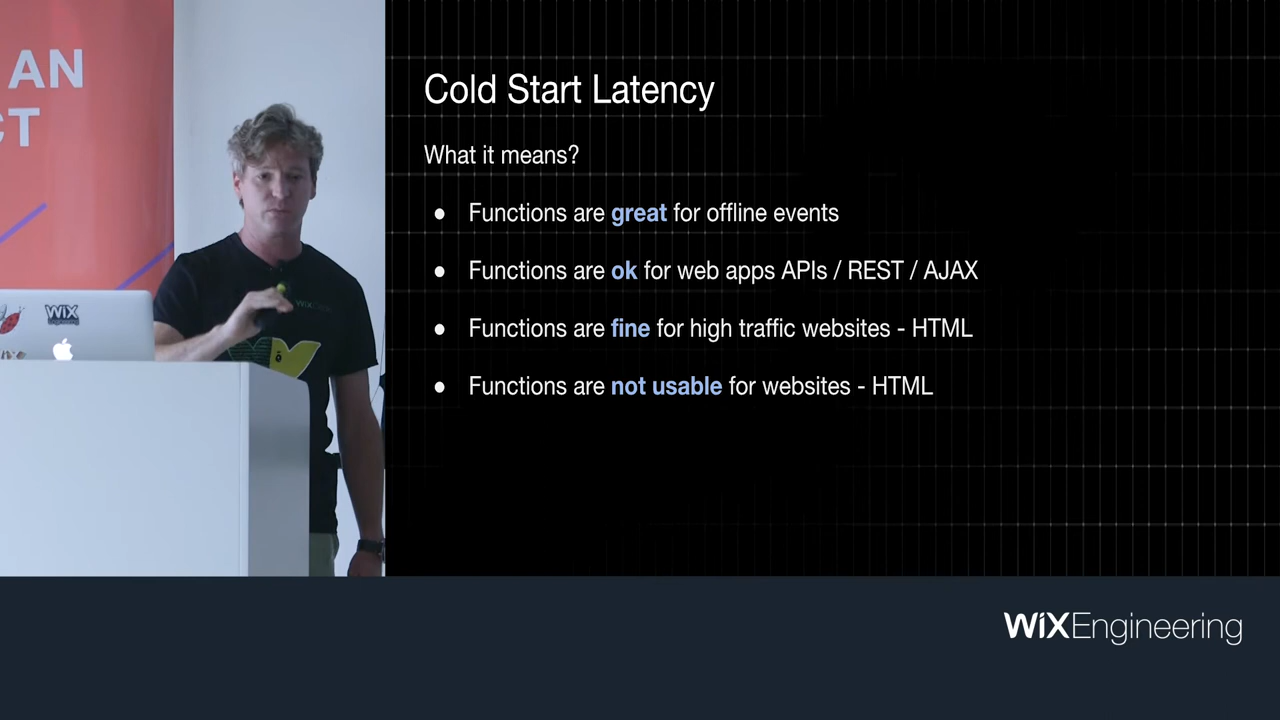 AN
CT
WiX
Engineering
WiX
Cold Start Latency
What it means?
● Functions are great for offline events
● Functions are ok for web apps APIs / REST / AJAX
● Functions are fine for high traffic websites - HTML
● Functions are not usable for websites - HTML
WiXEngineering